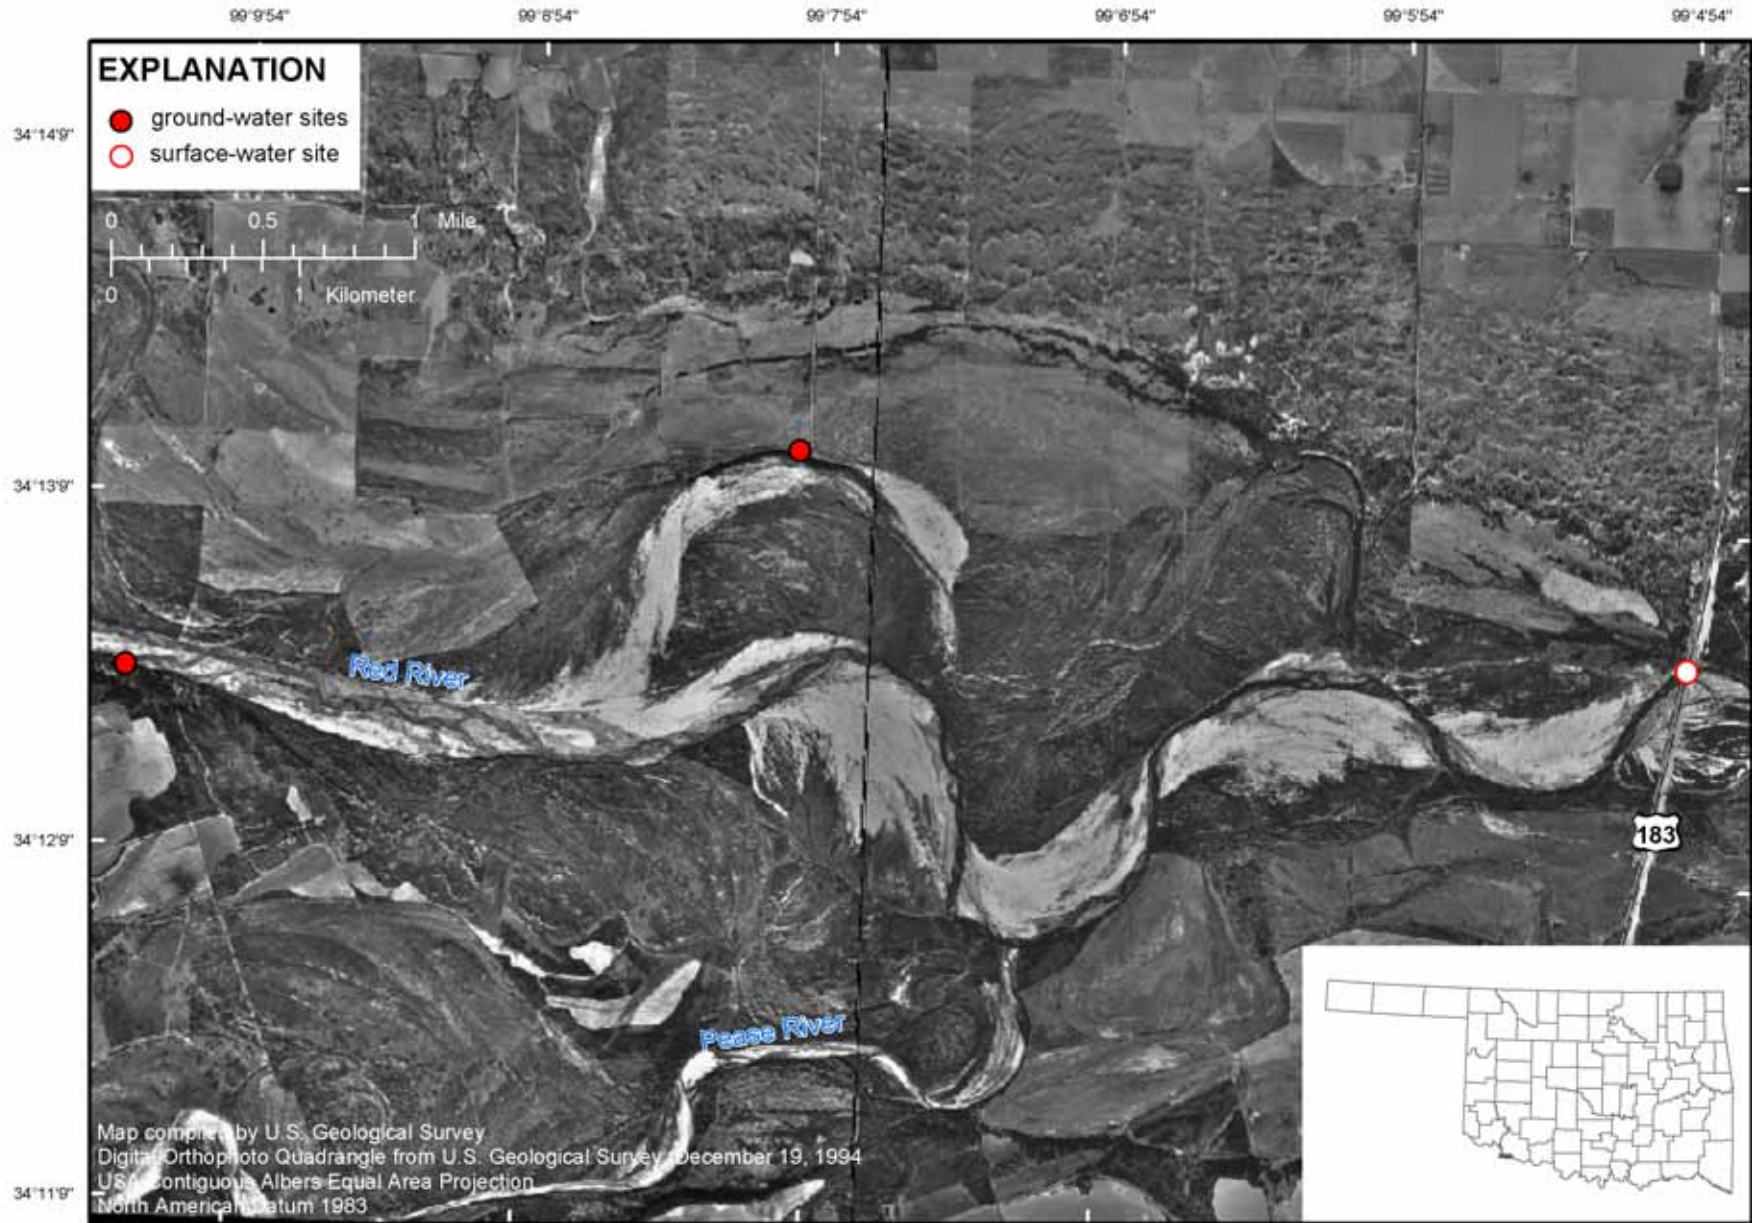 99°9'54" 99°8'54" 99°7'54" 99°6'54" 99°5'54" 99°4'54"
EXPLANATION
ground-water sites
surface-water site
34°14'9"
0 0.5 1 Mile
0 1 Kilometer
34°13'9"
Red River
34°12'9"
183
Pease River
Map compiled by U.S. Geological Survey
Digital Orthophoto Quadrangle from U.S. Geological Survey, December 19, 1994
USA Contiguous Albers Equal Area Projection
North American Datum 1983
34°11'9"